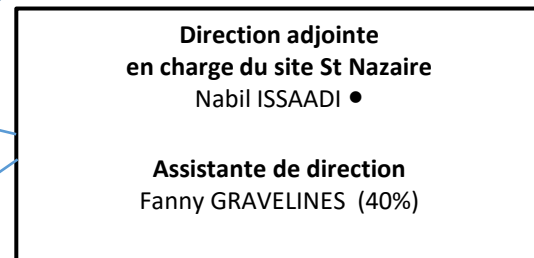 Direction adjointe
en charge du site St Nazaire
Nabil ISSAADI ●
Assistante de direction
Fanny GRAVELINES (40%)